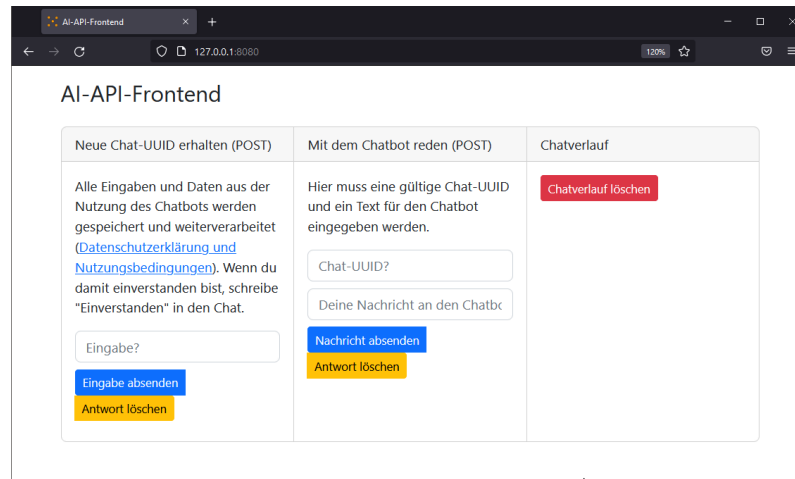 AI-API-Frontend
127.0.0.1:8080
120%
AI-API-Frontend
Neue Chat-UUID erhalten (POST)
Alle Eingaben und Daten aus der
Nutzung des Chatbots werden
gespeichert und weiterverarbeitet
(Datenschutzerklärung und
Nutzungsbedingungen). Wenn du
damit einverstanden bist, schreibe
"Einverstanden" in den Chat.
Eingabe?
Eingabe absenden
Antwort löschen
Mit dem Chatbot reden (POST)
Hier muss eine gültige Chat-UUID
und ein Text für den Chatbot
eingegeben werden.
Chat-UUID?
Deine Nachricht an den Chatbc
Nachricht absenden
Antwort löschen
Chatverlauf
Chatverlauf löschen